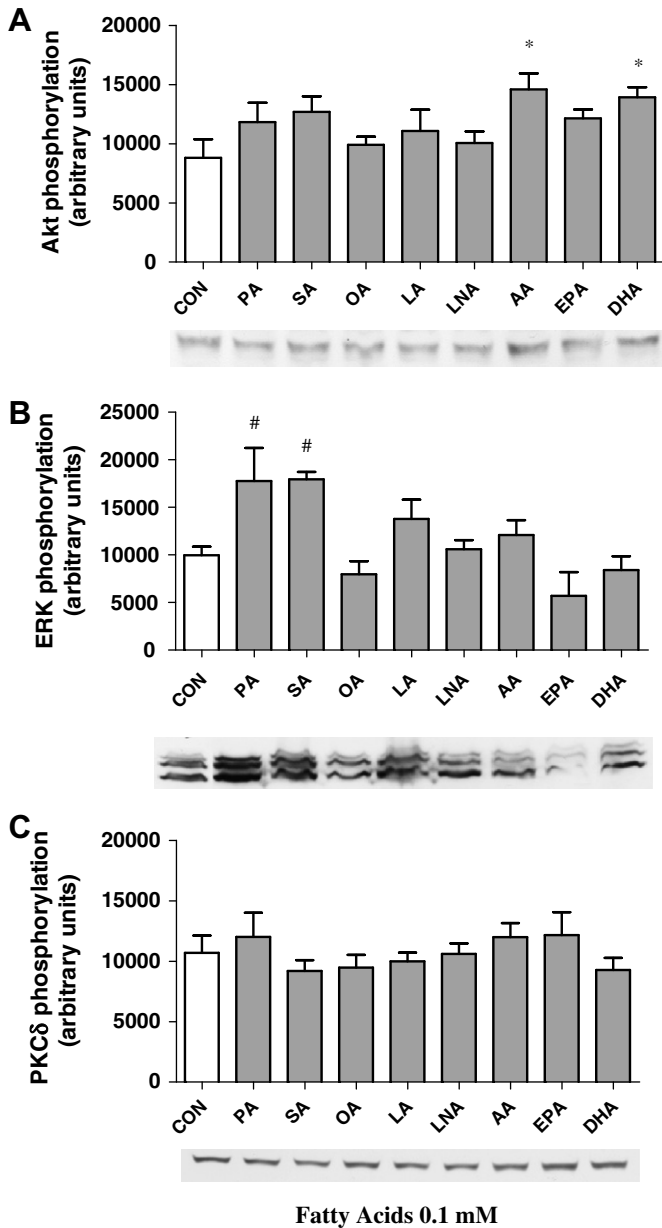 A
Akt phosphorylation
(arbitrary units)
20000
15000
10000
5000
0
* *
CON PA SA OA LA LNA AA EPA DHA
B
ERK phosphorylation
(arbitrary units)
25000
20000
15000
10000
5000
0
# #
CON PA SA OA LA LNA AA EPA DHA
C
PKCδ phosphorylation
(arbitrary units)
20000
15000
10000
5000
0
CON PA SA OA LA LNA AA EPA DHA
Fatty Acids 0.1 mM